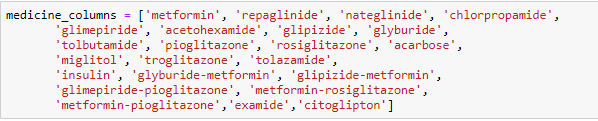 medicine_columns = ['metformin', 'repaglinide', 'nateglinide', 'chlorpropamide',
'glimepiride', 'acetohexamide', 'glipizide', 'glyburide',
'tolbutamide', 'pioglitazone', 'rosiglitazone', 'acarbose',
'miglitol', 'troglitazone', 'tolazamide',
'insulin', 'glyburide-metformin', 'glipizide-metformin',
'glimepiride-pioglitazone', 'metformin-rosiglitazone',
'metformin-pioglitazone','examide','citoglipton']